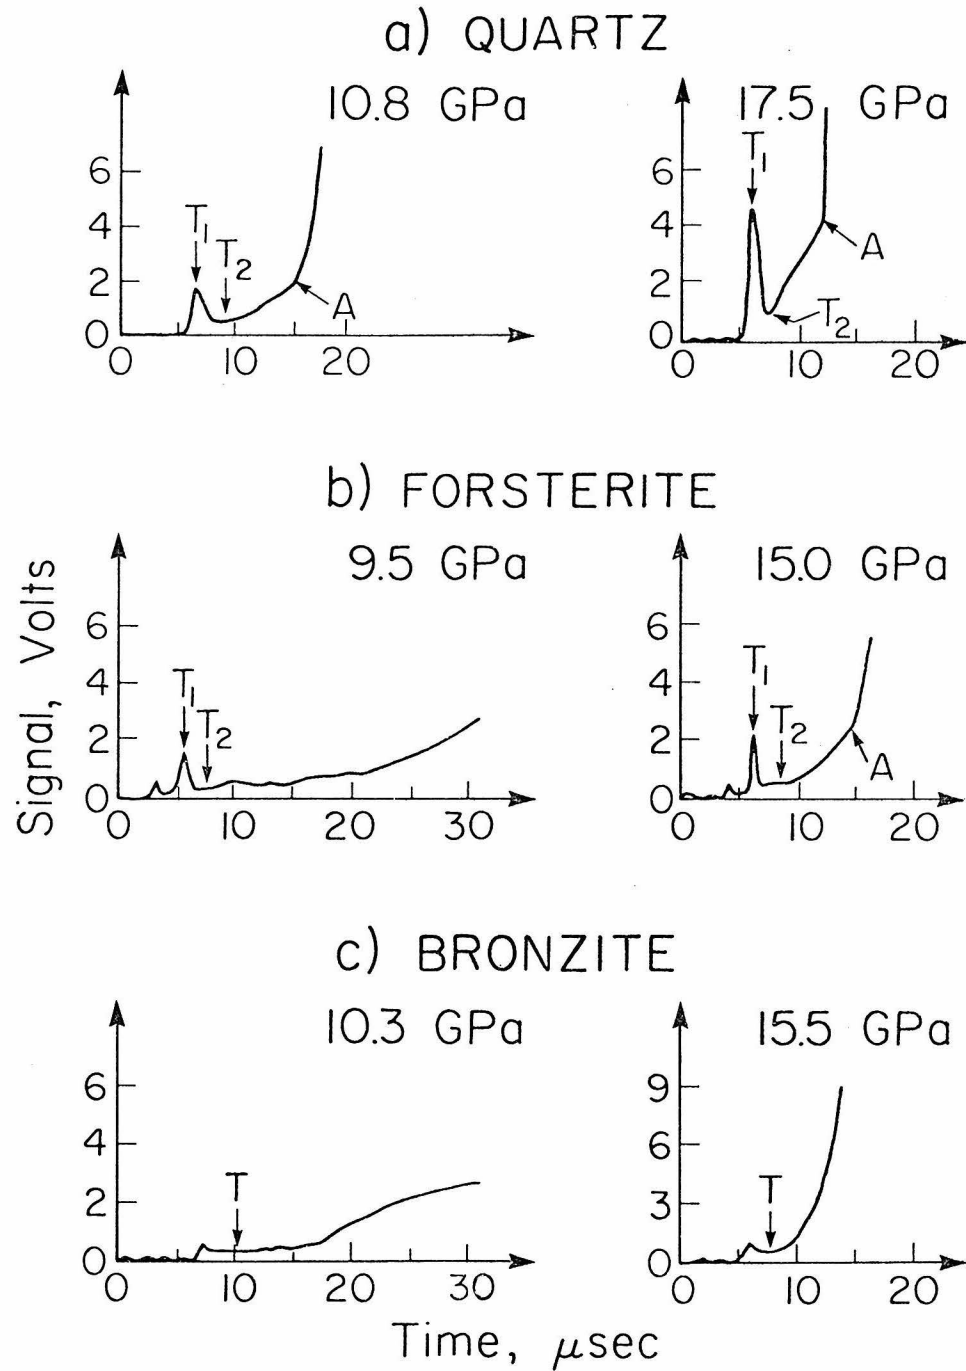 a) QUARTZ
10.8 GPa
6
4
2
0
T1
T2
A
0 10 20
17.5 GPa
T1
6
4
2
0
A
T2
0 10 20
b) FORSTERITE
Signal, Volts
9.5 GPa
6
4
2
0
T1
T2
0 10 20 30
15.0 GPa
6
4
2
0
T1
T2
A
0 10 20
c) BRONZITE
10.3 GPa
6
4
2
0
T
0 10 20 30
15.5 GPa
9
6
3
0
T
0 10 20
Time, μsec